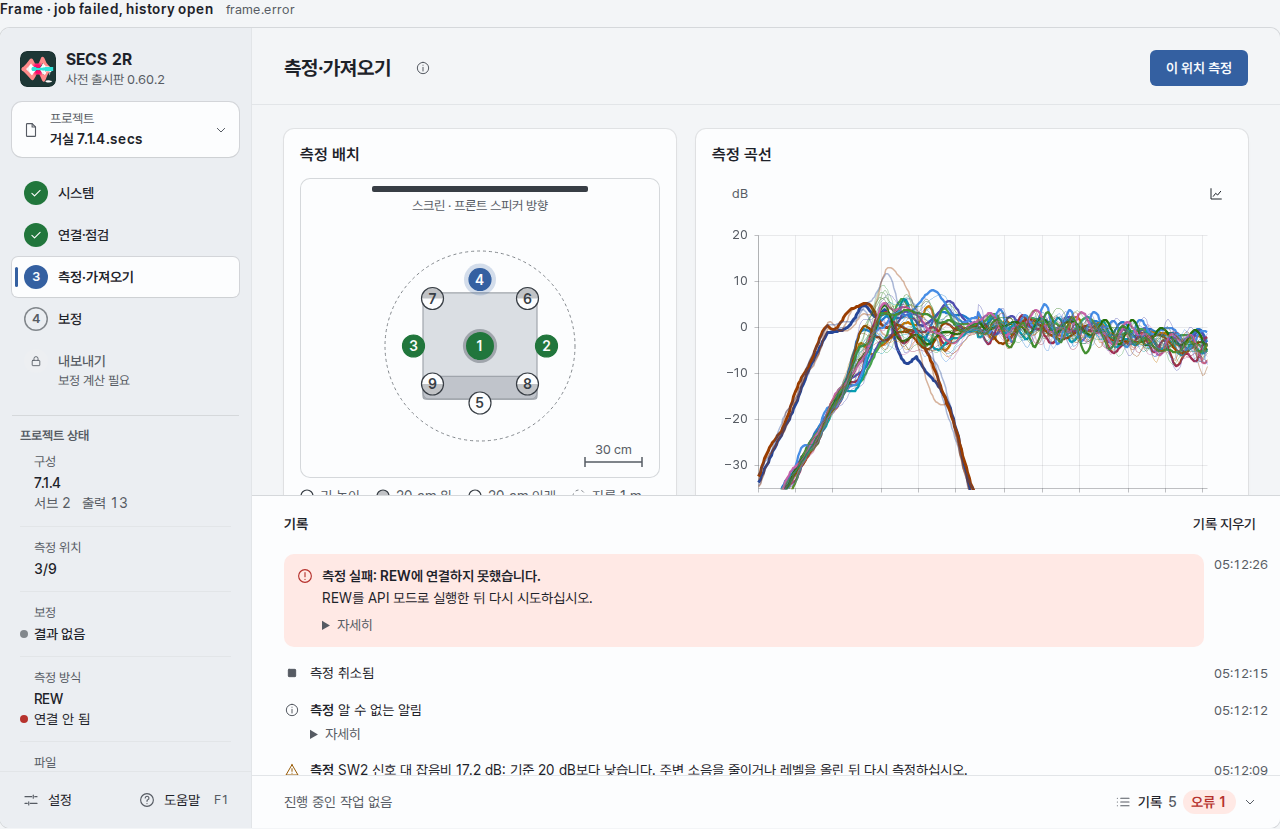 Frame · job failed, history open frame.error
SECS 2R
사전 출시판 0.60.2
프로젝트
거실 7.1.4.secs
시스템
연결·점검
3 측정·가져오기
4 보정
내보내기
보정 계산 필요
프로젝트 상태
구성
7.1.4
서브 2 출력 13
측정 위치
3/9
보정
결과 없음
측정 방식
REW
연결 안 됨
파일
설정
도움말 F1
측정·가져오기
이 위치 측정
측정 배치
스크린 · 프론트 스피커 방향
4
7
6
3
1
2
9
8
5
30 cm
측정 곡선
dB
20
10
0
−10
−20
−30
기록
기록 지우기
측정 실패: REW에 연결하지 못했습니다.
05:12:26
REW를 API 모드로 실행한 뒤 다시 시도하십시오.
자세히
측정 취소됨
05:12:15
측정 알 수 없는 알림
05:12:12
자세히
측정 SW2 신호 대 잡음비 17.2 dB: 기준 20 dB보다 낮습니다. 주변 소음을 줄이거나 레벨을 올린 뒤 다시 측정하십시오.
05:12:09
진행 중인 작업 없음
기록 5
오류 1